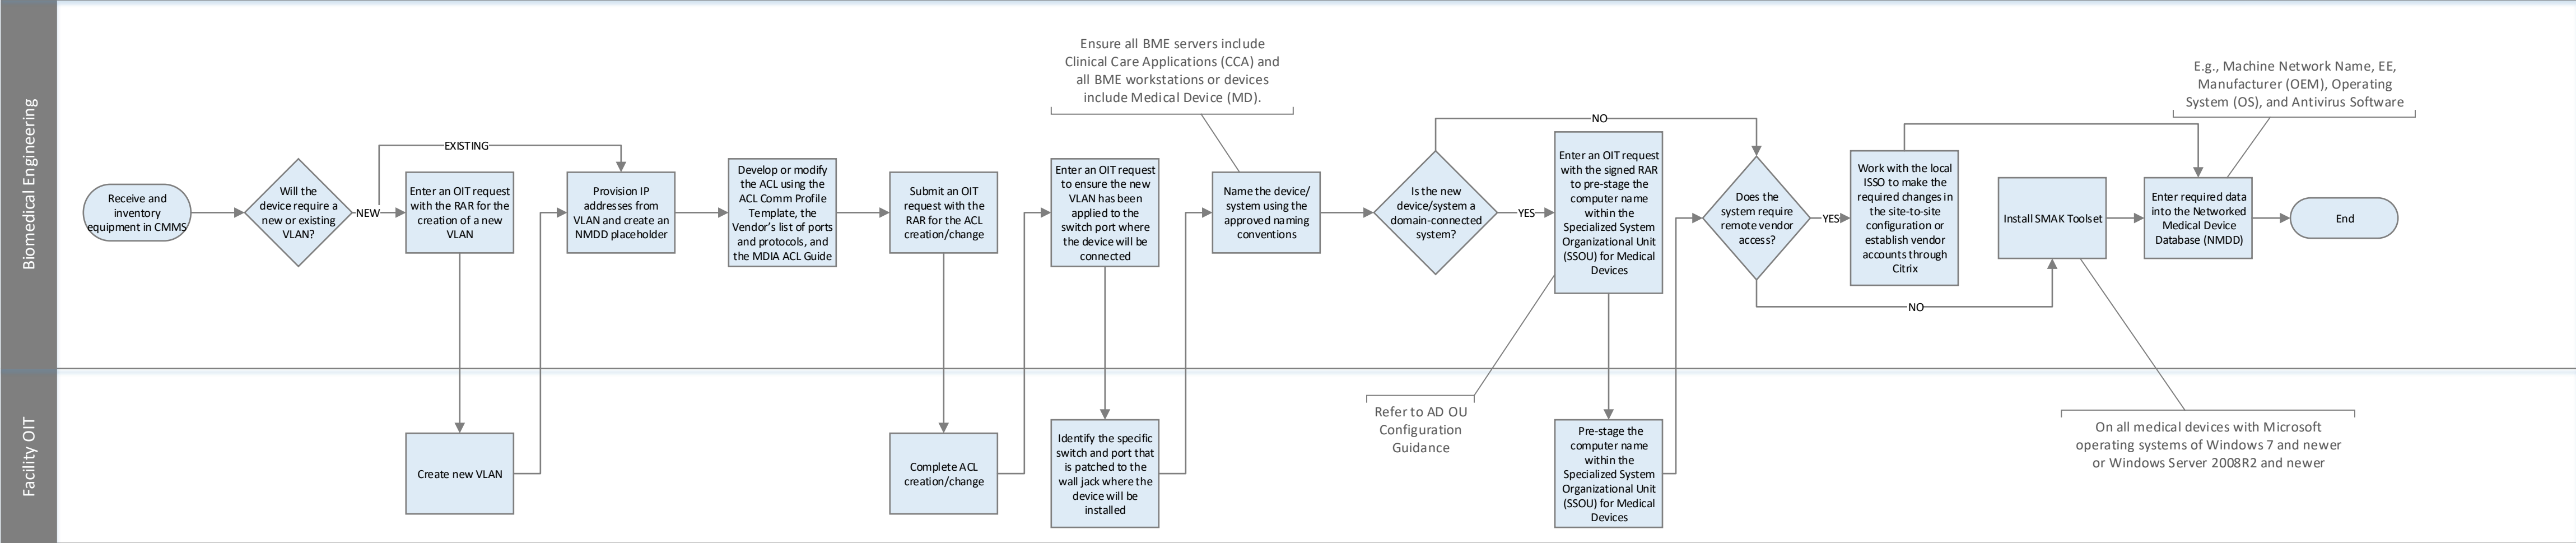 Biomedical Engineering
Receive and
inventory
equipment in CMMS
Will the
device require a
new or existing
VLAN?
EXISTING
NEW
Enter an OIT request
with the RAR for the
creation of a new
VLAN
Provision IP
addresses from
VLAN and create an
NMDD placeholder
Develop or modify
the ACL using the
ACL Comm Profile
Template, the
Vendor's list of ports
and protocols, and
the MDIA ACL Guide
Submit an OIT
request with the
RAR for the ACL
creation/change
Enter an OIT request
to ensure the new
VLAN has been
applied to the
switch port where
the device will be
connected
Ensure all BME servers include
Clinical Care Applications (CCA) and
all BME workstations or devices
include Medical Device (MD).
Name the device/
system using the
approved naming
conventions
Is the new
device/system a
domain-connected
system?
NO
YES
Enter an OIT request
with the signed RAR
to pre-stage the
computer name
within the
Specialized System
Organizational Unit
(SSOU) for Medical
Devices
Does the
system require
remote vendor
access?
YES
NO
Work with the local
ISSO to make the
required changes in
the site-to-site
configuration or
establish vendor
accounts through
Citrix
Install SMAK Toolset
E.g., Machine Network Name, EE,
Manufacturer (OEM), Operating
System (OS), and Antivirus Software
Enter required data
into the Networked
Medical Device
Database (NMDD)
End
Facility OIT
Create new VLAN
Complete ACL
creation/change
Identify the specific
switch and port that
is patched to the
wall jack where the
device will be
installed
Refer to AD OU
Configuration
Guidance
Pre-stage the
computer name
within the
Specialized System
Organizational Unit
(SSOU) for Medical
Devices
On all medical devices with Microsoft
operating systems of Windows 7 and newer
or Windows Server 2008R2 and newer